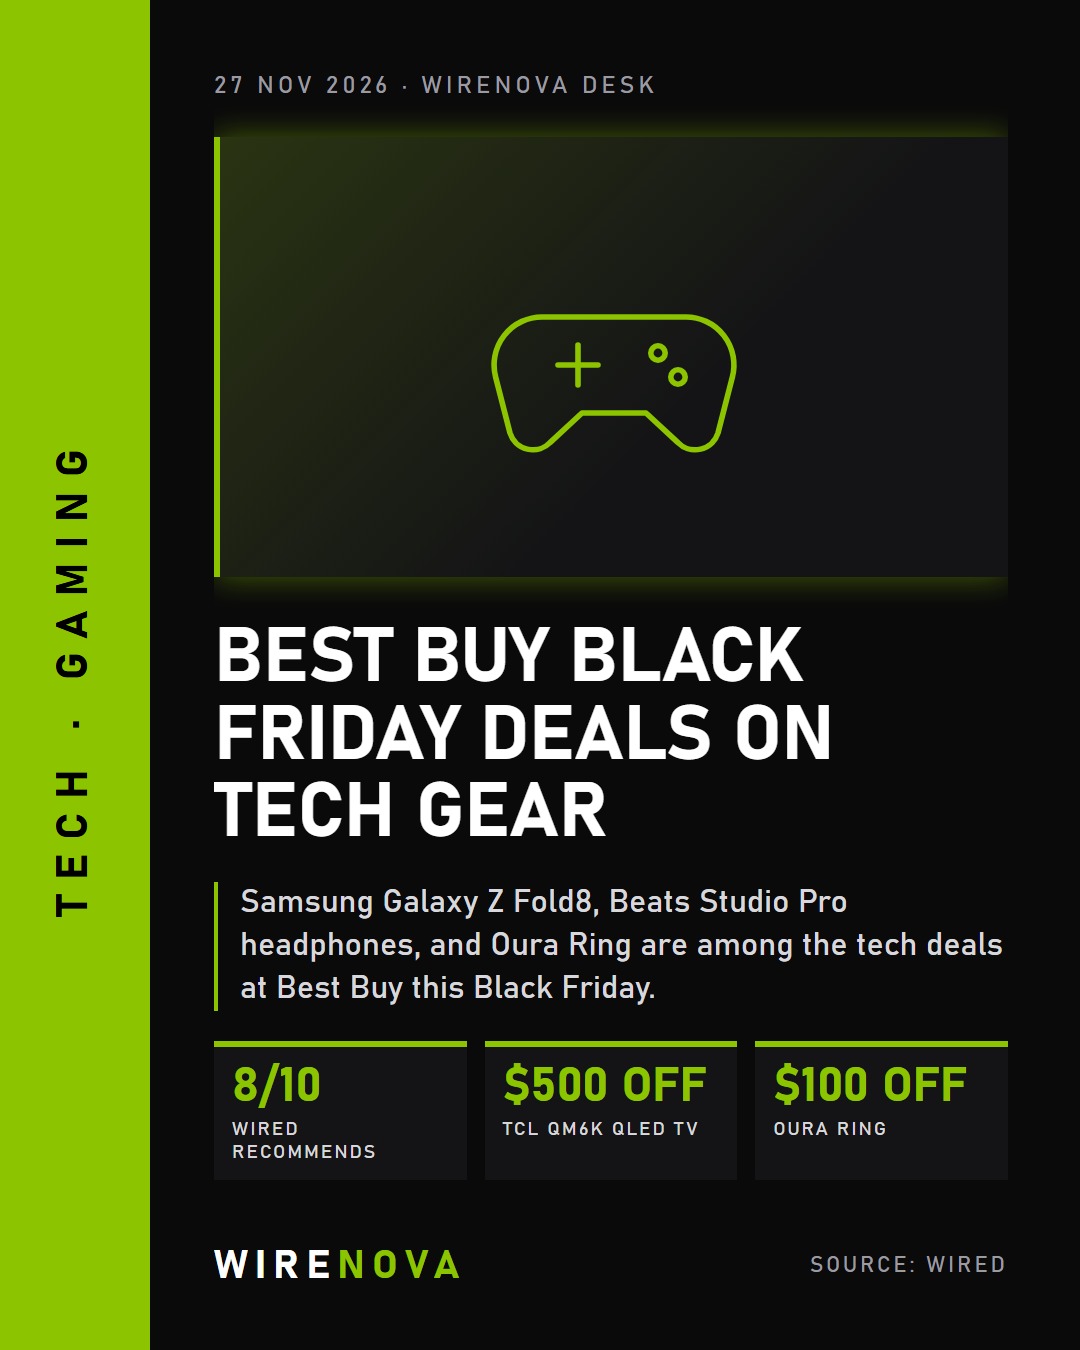 TECH · GAMING
27 NOV 2026 · WIRENOVA DESK
BEST BUY BLACK
FRIDAY DEALS ON
TECH GEAR
Samsung Galaxy Z Fold8, Beats Studio Pro
headphones, and Oura Ring are among the tech deals
at Best Buy this Black Friday.
8/10
WIRED
RECOMMENDS
$500 OFF
TCL QM6K QLED TV
$100 OFF
OURA RING
WIRENOVA
SOURCE: WIRED